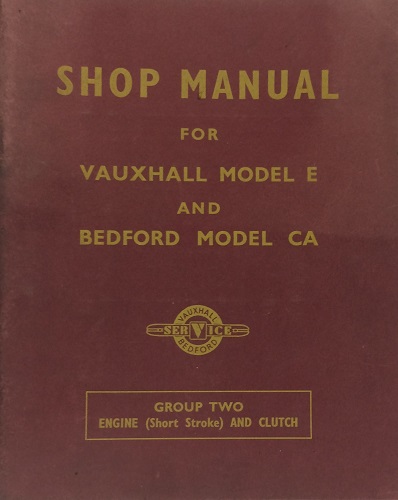 SHOP MANUAL
FOR
VAUXHALL MODEL E
AND
BEDFORD MODEL CA
VAUXHALL
SERVICE
BEDFORD
GROUP TWO
ENGINE (Short Stroke) AND CLUTCH